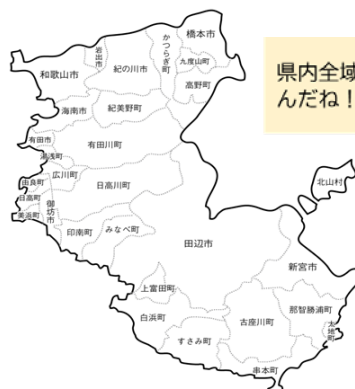 橋本市
かつらぎ町
岩出市
九度山町
和歌山市
紀の川市
高野町
県内全域
んだね！
海南市
紀美野町
有田市
有田川町
湯浅町
広川町
由良町
日高川町
北山村
日高町
御坊市
美浜町
印南町
みなべ町
田辺市
新宮市
上富田町
那智勝浦町
白浜町
古座川町
太地町
すさみ町
串本町